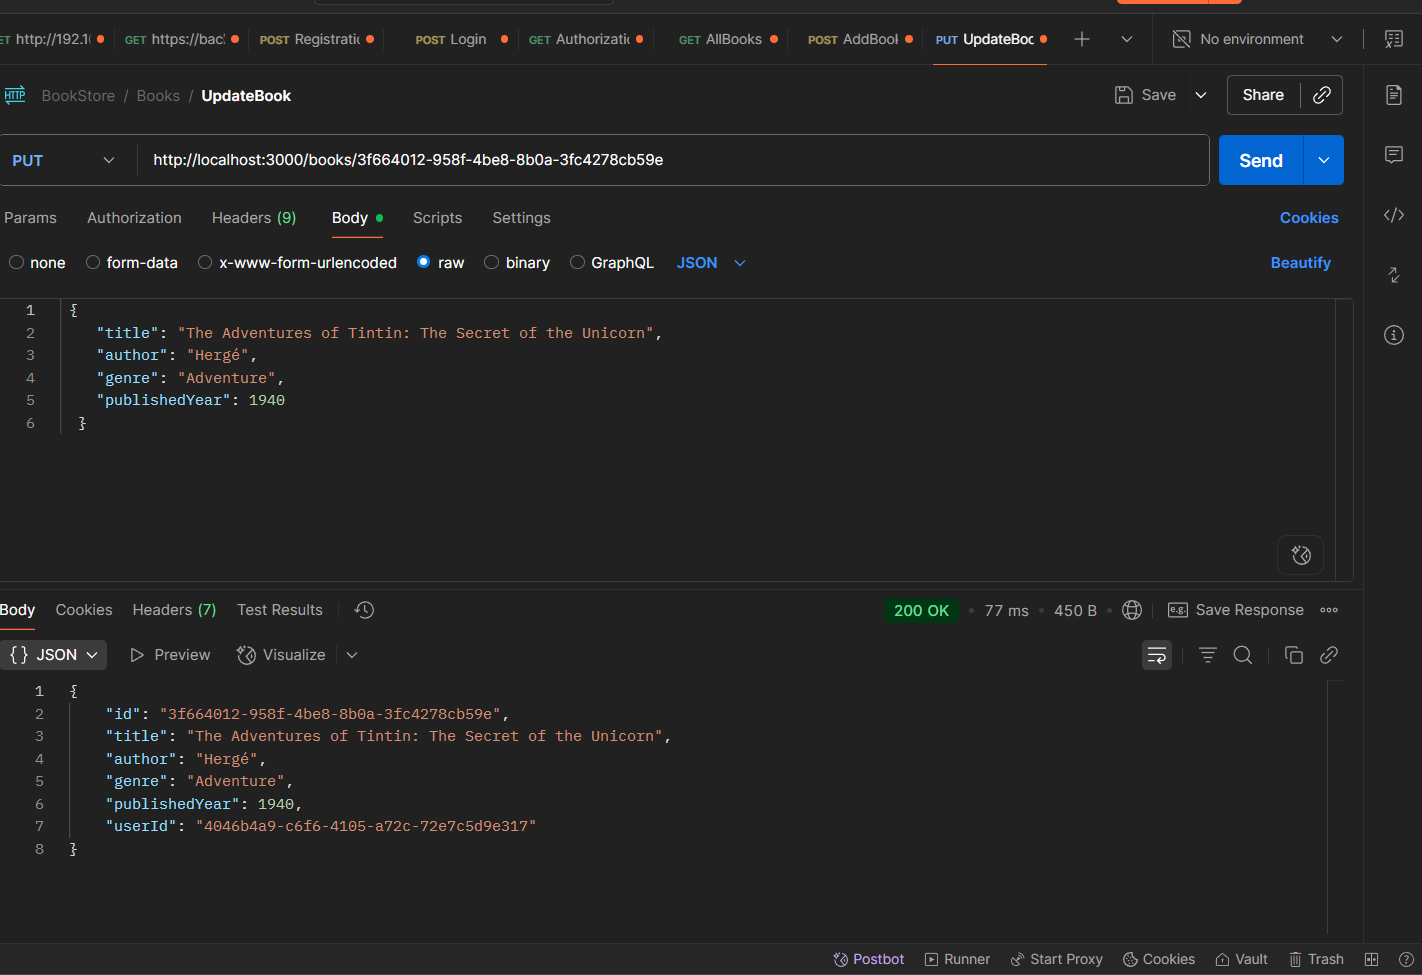 GET http://192.1 GET https://bac POST Registratic POST Login GET Authorizatic GET AllBooks POST AddBook PUT UpdateBoo No environment
HTTP BookStore / Books / UpdateBook Save Share
PUT http://localhost:3000/books/3f664012-958f-4be8-8b0a-3fc4278cb59e Send
Params Authorization Headers (9) Body Scripts Settings Cookies
none form-data x-www-form-urlencoded raw binary GraphQL JSON Beautify
1 {
2 "title": "The Adventures of Tintin: The Secret of the Unicorn",
3 "author": "Hergé",
4 "genre": "Adventure",
5 "publishedYear": 1940
6 }
Body Cookies Headers (7) Test Results 200 OK • 77 ms • 450 B • e.g. Save Response
{} JSON Preview Visualize
1 {
2 "id": "3f664012-958f-4be8-8b0a-3fc4278cb59e",
3 "title": "The Adventures of Tintin: The Secret of the Unicorn",
4 "author": "Hergé",
5 "genre": "Adventure",
6 "publishedYear": 1940,
7 "userId": "4046b4a9-c6f6-4105-a72c-72e7c5d9e317"
8 }
Postbot Runner Start Proxy Cookies Vault Trash